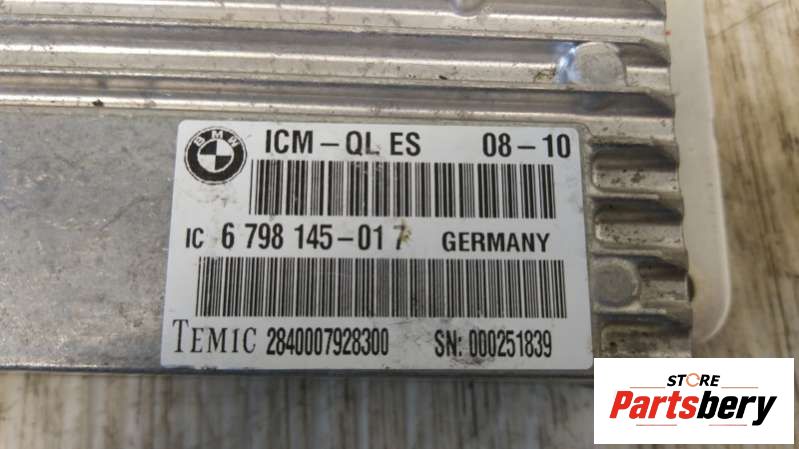 BMW
ICM-QL ES 08-10
IC 6 798 145-01 7 GERMANY
TEMIC 2840007928300 SN: 000251839
STORE
Partsbery